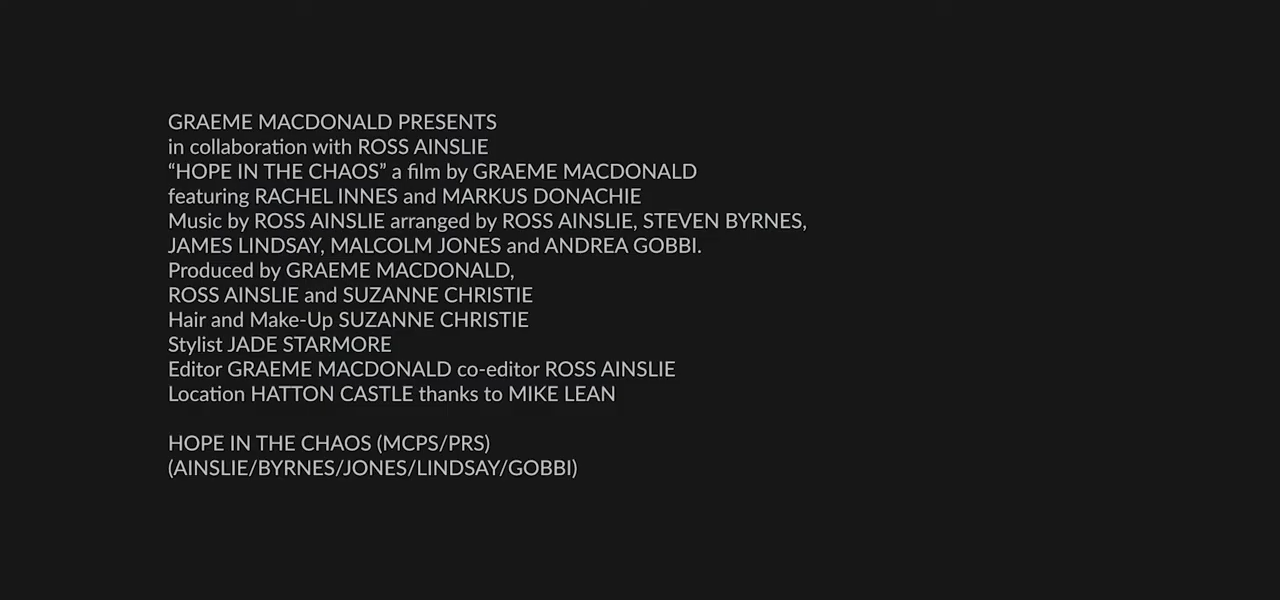 GRAEME MACDONALD PRESENTS
in collaboration with ROSS AINSLIE
“HOPE IN THE CHAOS” a film by GRAEME MACDONALD
featuring RACHEL INNES and MARKUS DONACHIE
Music by ROSS AINSLIE arranged by ROSS AINSLIE, STEVEN BYRNES,
JAMES LINDSAY, MALCOLM JONES and ANDREA GOBBI.
Produced by GRAEME MACDONALD,
ROSS AINSLIE and SUZANNE CHRISTIE
Hair and Make-Up SUZANNE CHRISTIE
Stylist JADE STARMORE
Editor GRAEME MACDONALD co-editor ROSS AINSLIE
Location HATTON CASTLE thanks to MIKE LEAN
HOPE IN THE CHAOS (MCPS/PRS)
(AINSLIE/BYRNES/JONES/LINDSAY/GOBBI)